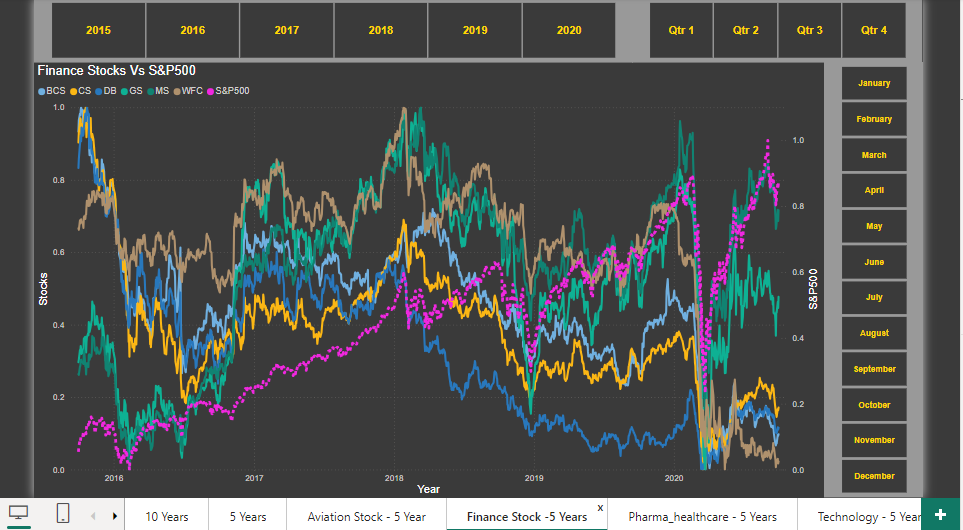 2015 2016 2017 2018 2019 2020 Qtr 1 Qtr 2 Qtr 3 Qtr 4
Finance Stocks Vs S&P500
BCS CS DB GS MS WFC S&P500
1.0
0.8
0.6
0.4
0.2
0.0
Stocks
1.0
0.8
0.6
0.4
0.2
0.0
S&P500
2016 2017 2018 2019 2020
Year
January
February
March
April
May
June
July
August
September
October
November
December
10 Years 5 Years Aviation Stock - 5 Year Finance Stock -5 Years x Pharma_healthcare - 5 Years Technology - 5 Year
+